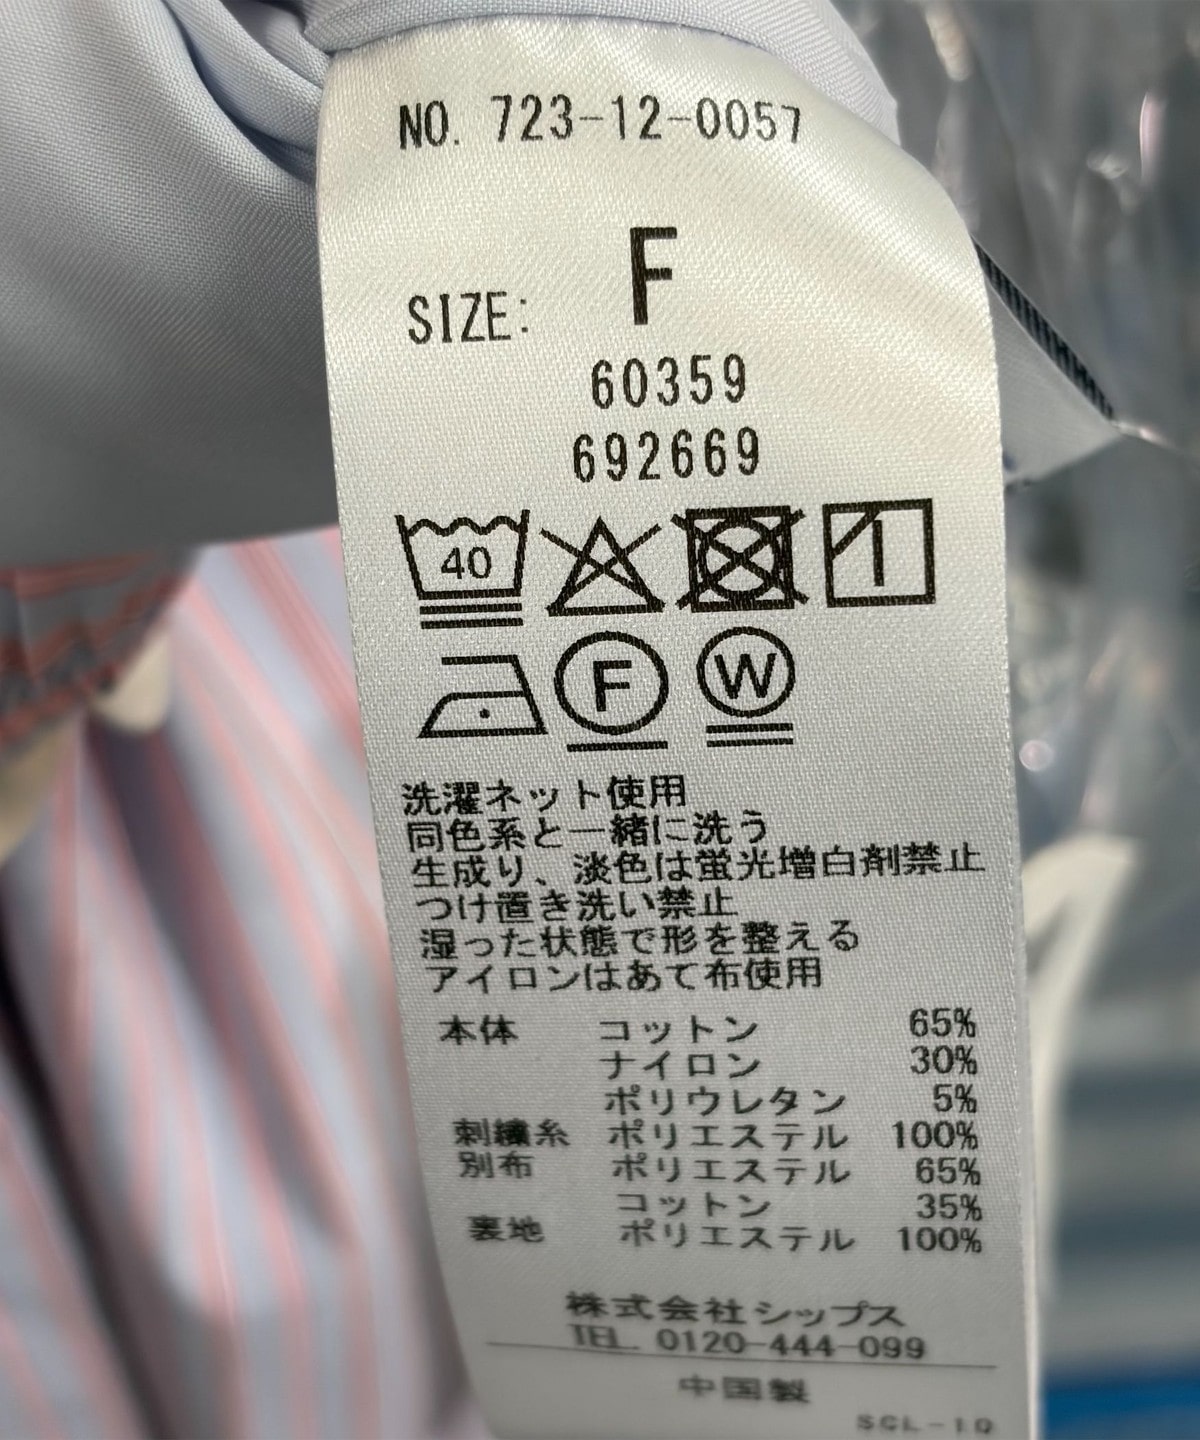 NO. 723-12-0057
SIZE: F
60359
692669
40
F W
洗濯ネット使用
同色系と一緒に洗う
生成り、淡色は蛍光増白剤禁止
つけ置き洗い禁止
湿った状態で形を整える
アイロンはあて布使用
本体 コットン 65%
ナイロン 30%
ポリウレタン 5%
刺繍糸 ポリエステル 100%
別布 ポリエステル 65%
コットン 35%
裏地 ポリエステル 100%
株式会社シップス
TEL. 0120-444-099
中国製
SCL-10